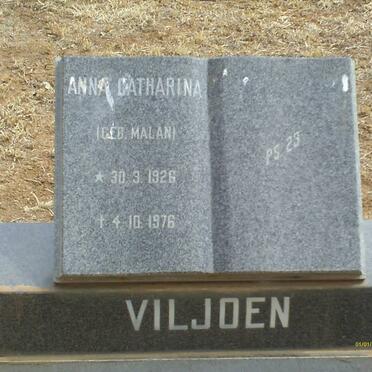 ANNA CATHARINA
(GEB. MALAN)
* 30. 3. 1926
† 4. 10. 1976
PS. 23
VILJOEN